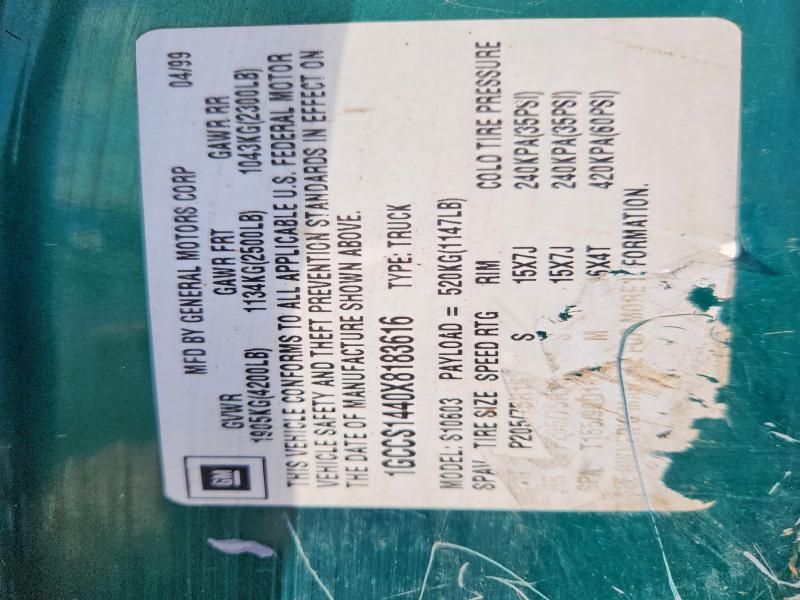 MFD BY GENERAL MOTORS CORP 04/99
GVWR GAWR FRT GAWR RR
1905KG(4200LB) 1134KG(2500LB) 1043KG(2300LB)
THIS VEHICLE CONFORMS TO ALL APPLICABLE U.S. FEDERAL MOTOR
VEHICLE SAFETY AND THEFT PREVENTION STANDARDS IN EFFECT ON
THE DATE OF MANUFACTURE SHOWN ABOVE.
1GCCS1440X8183616 TYPE: TRUCK
MODEL: S10603 PAYLOAD = 520KG(1147LB)
SPAV TIRE SIZE SPEED RTG RIM COLD TIRE PRESSURE
S 15X7J 240KPA(35PSI)
15X7J 240KPA(35PSI)
M 6X4T 420KPA(60PSI)
FORMATION.
GM